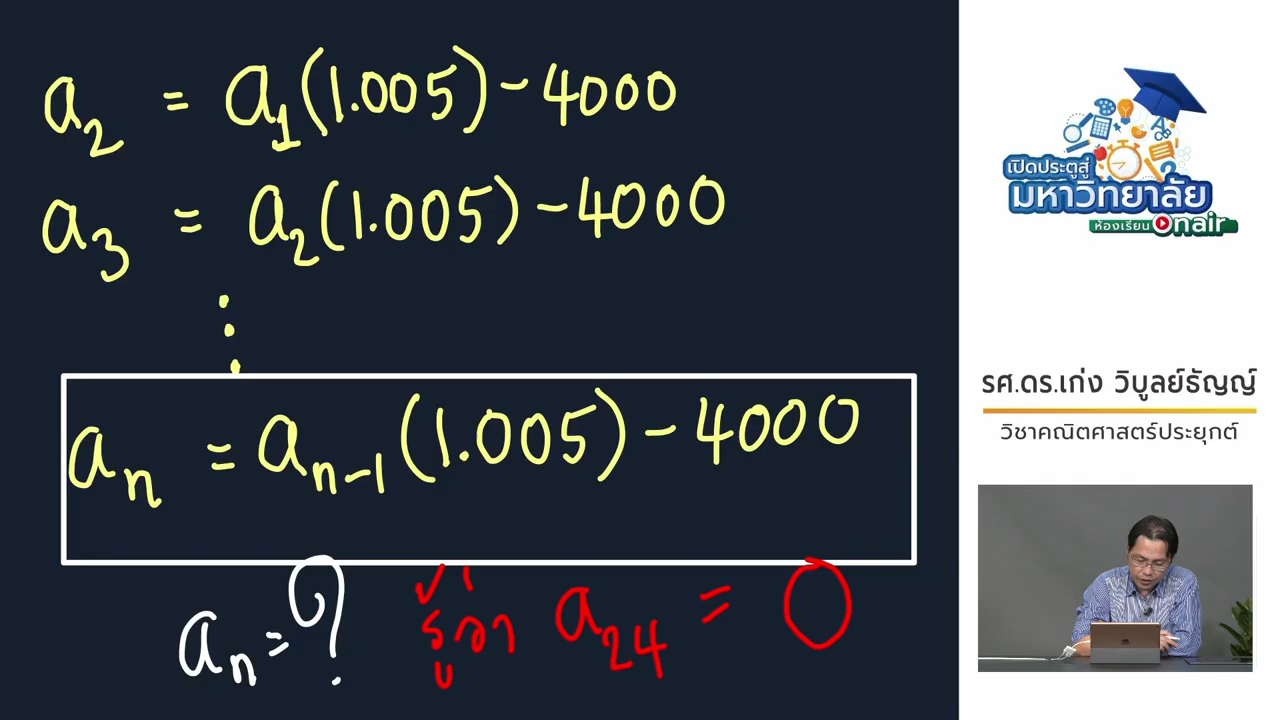 a₂ = a₁(1.005) - 4000
a₃ = a₂(1.005) - 4000
⋮
aₙ = aₙ₋₁(1.005) - 4000
aₙ = ? รู้ว่า a₂₄ = 0
เปิดประตูสู่
มหาวิทยาลัย
ห้องเรียน Onair
รศ.ดร.เก่ง วิบูลย์ธัญญ์
วิชาคณิตศาสตร์ประยุกต์